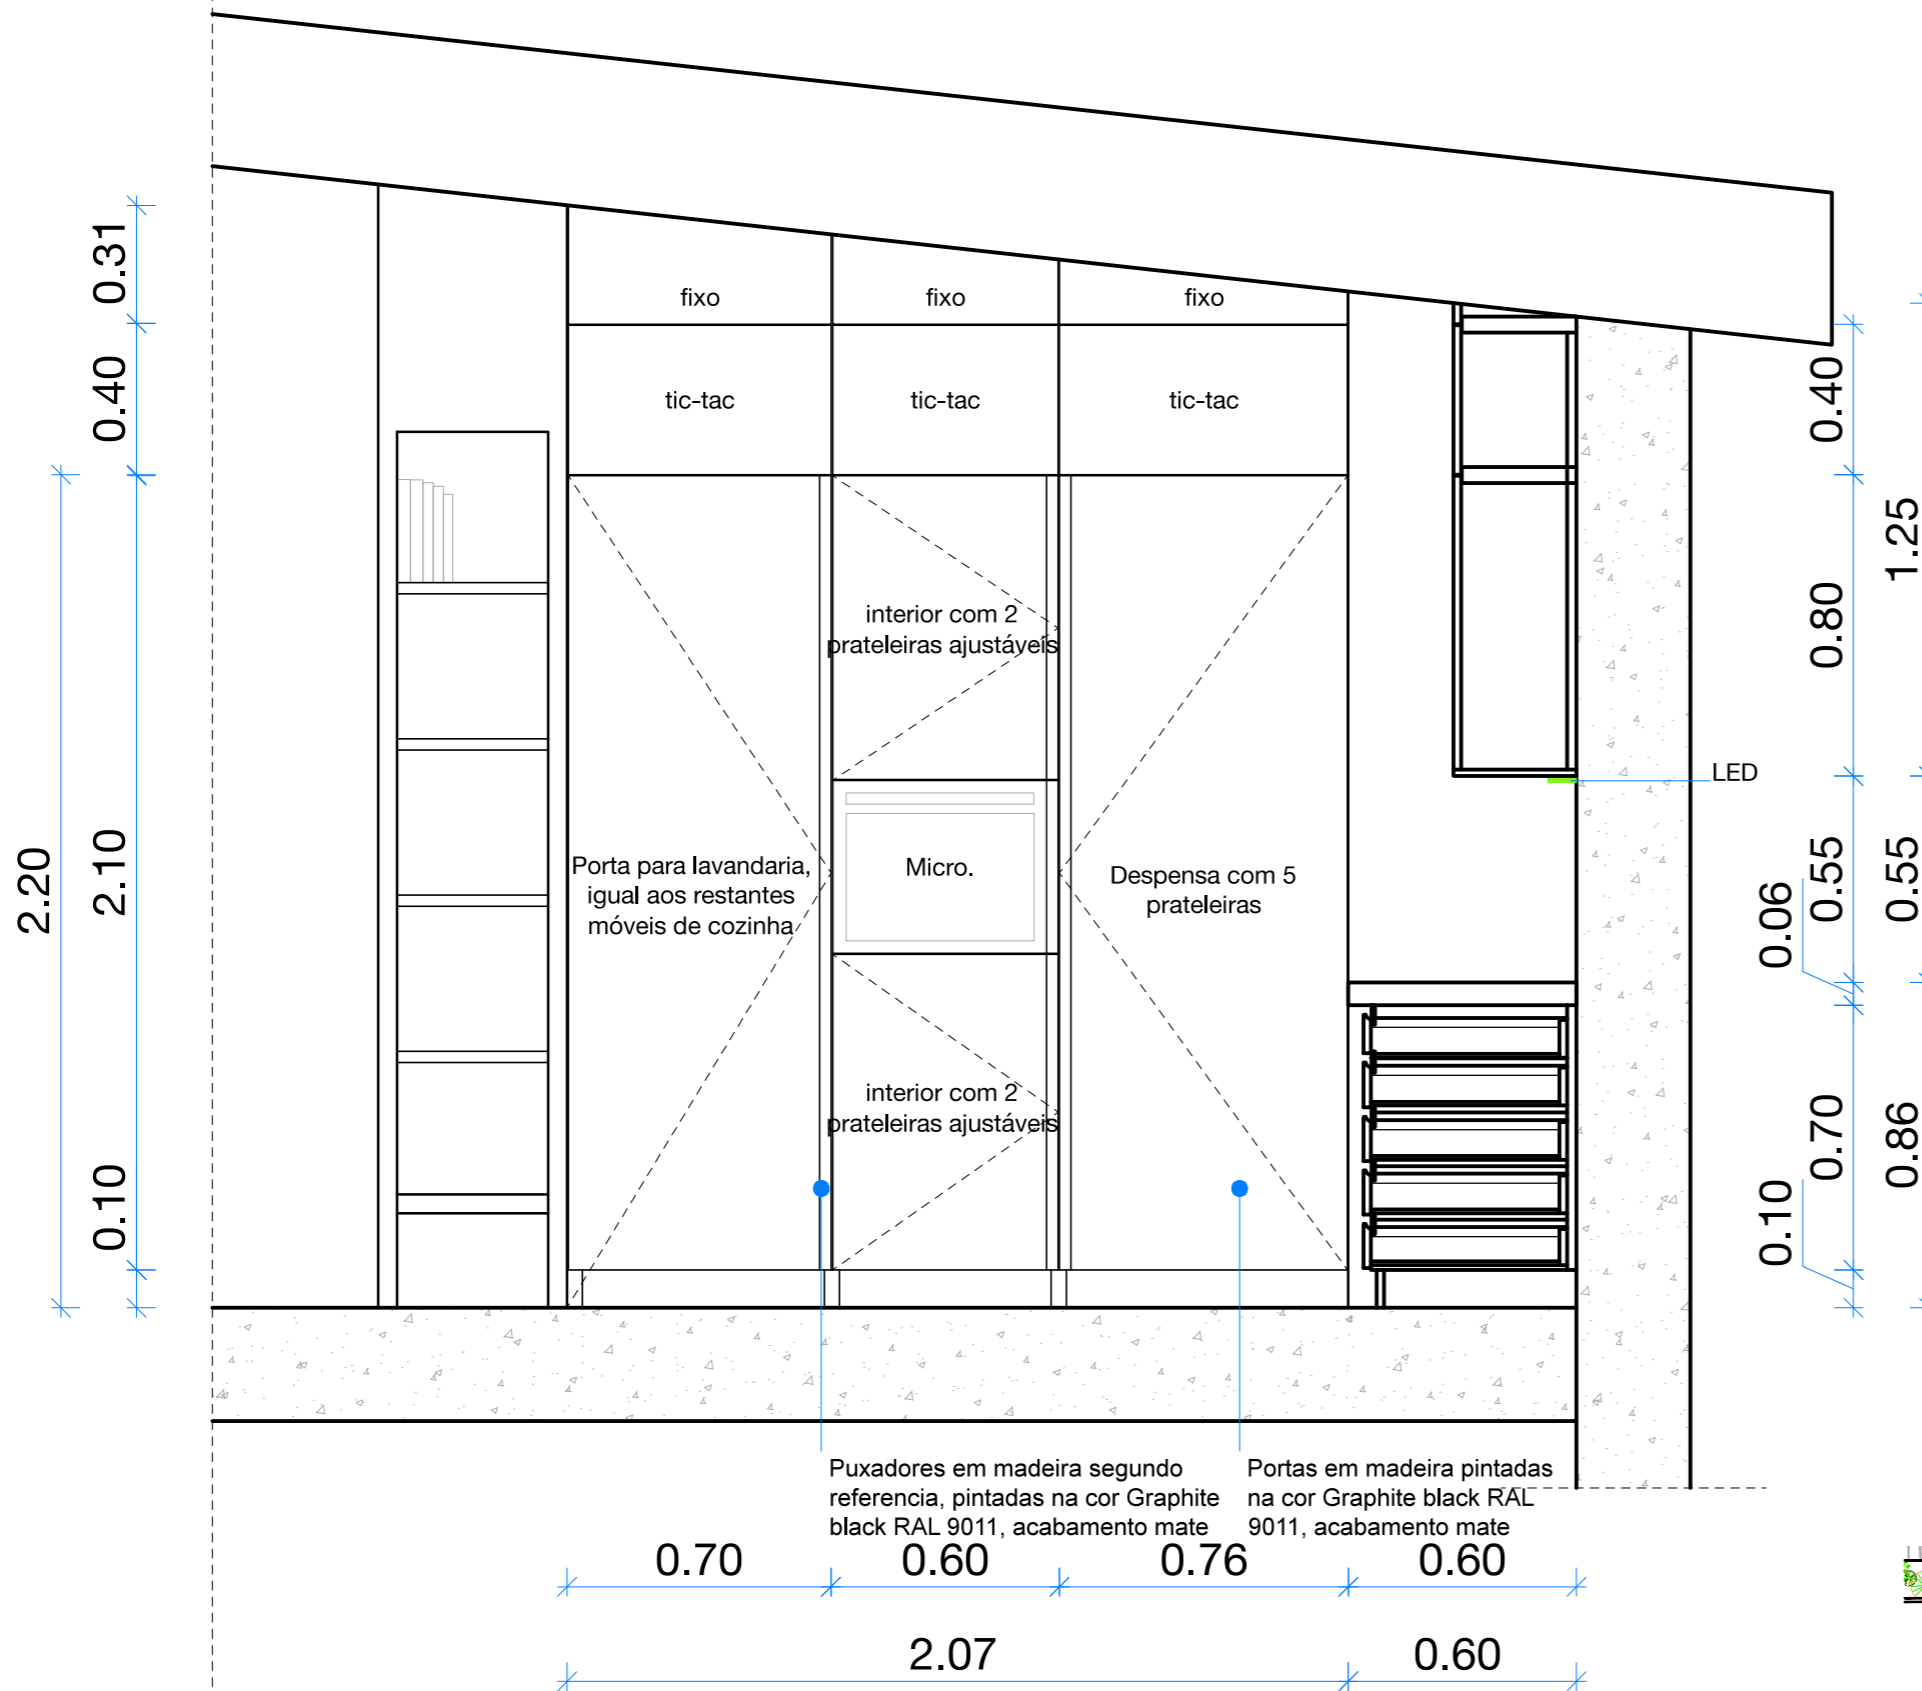 fixo
fixo
fixo
tic-tac
tic-tac
tic-tac
interior com 2
prateleiras ajustáveis
Micro.
Porta para lavandaria,
igual aos restantes
móveis de cozinha
Despensa com 5
prateleiras
interior com 2
prateleiras ajustáveis
LED
0.31
0.40
2.10
2.20
0.10
0.40
1.25
0.80
0.55
0.55
0.06
0.70
0.86
0.10
Puxadores em madeira segundo
referencia, pintadas na cor Graphite
black RAL 9011, acabamento mate
Portas em madeira pintadas
na cor Graphite black RAL
9011, acabamento mate
0.70
0.60
0.76
0.60
2.07
0.60